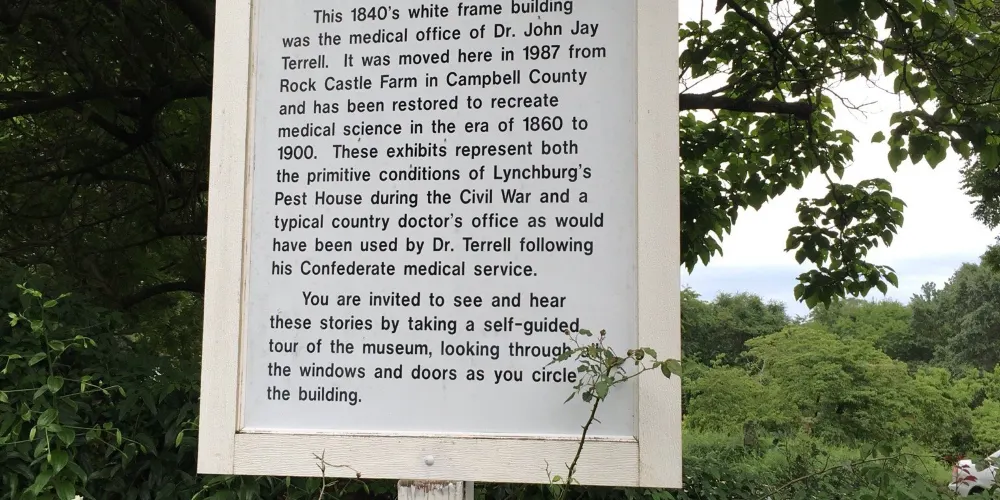 This 1840's white frame building
was the medical office of Dr. John Jay
Terrell. It was moved here in 1987 from
Rock Castle Farm in Campbell County
and has been restored to recreate
medical science in the era of 1860 to
1900. These exhibits represent both
the primitive conditions of Lynchburg's
Pest House during the Civil War and a
typical country doctor's office as would
have been used by Dr. Terrell following
his Confederate medical service.
You are invited to see and hear
these stories by taking a self-guided
tour of the museum, looking through
the windows and doors as you circle
the building.